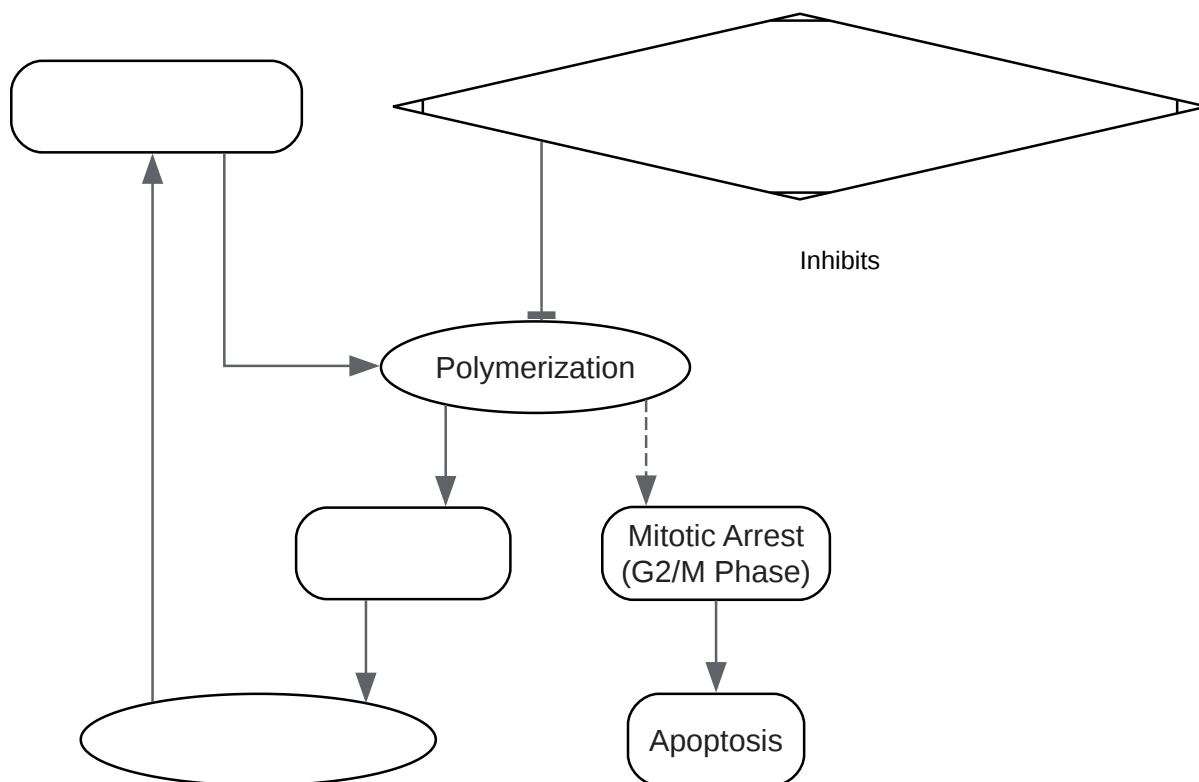 Inhibits
Polymerization
Mitotic Arrest
(G2/M Phase)
Apoptosis